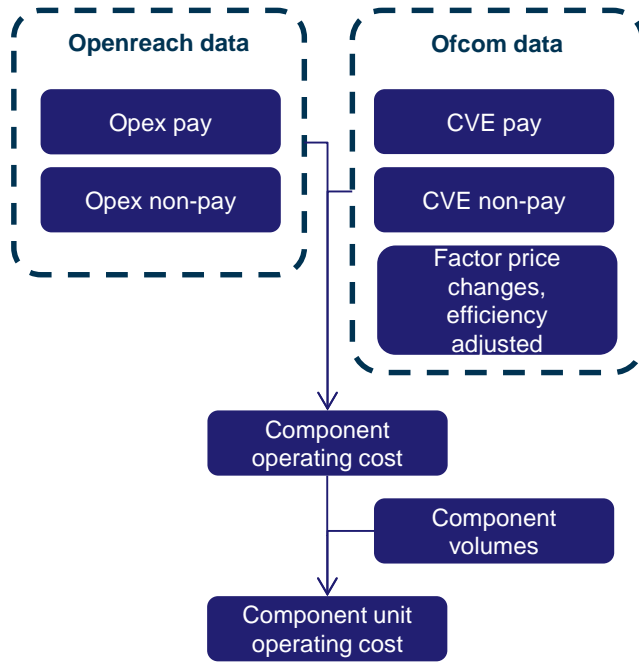 Openreach data
Opex pay
Opex non-pay
Ofcom data
CVE pay
CVE non-pay
Factor price
changes,
efficiency
adjusted
Component
operating cost
Component
volumes
Component unit
operating cost